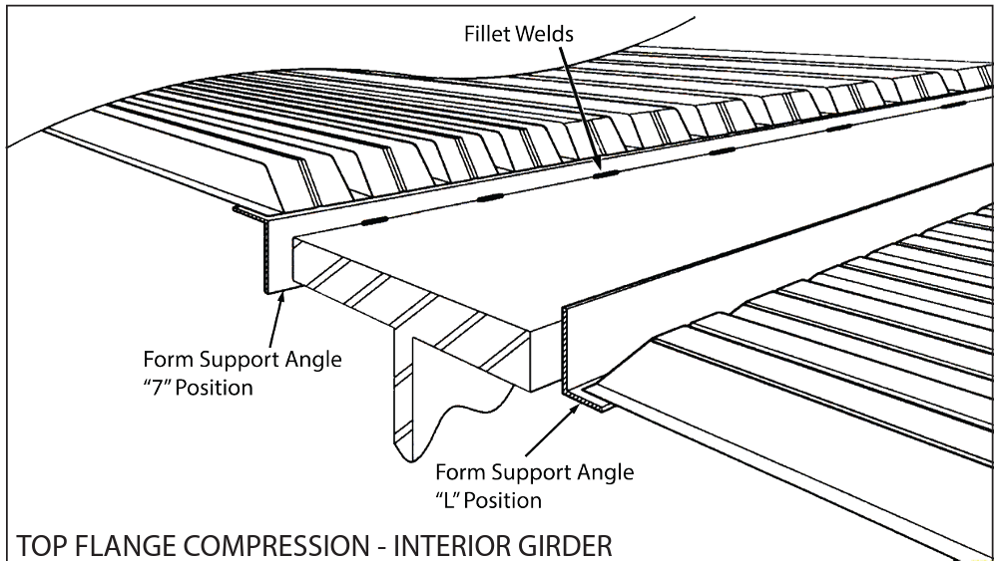 Fillet Welds
Form Support Angle
“7” Position
Form Support Angle
“L” Position
TOP FLANGE COMPRESSION - INTERIOR GIRDER